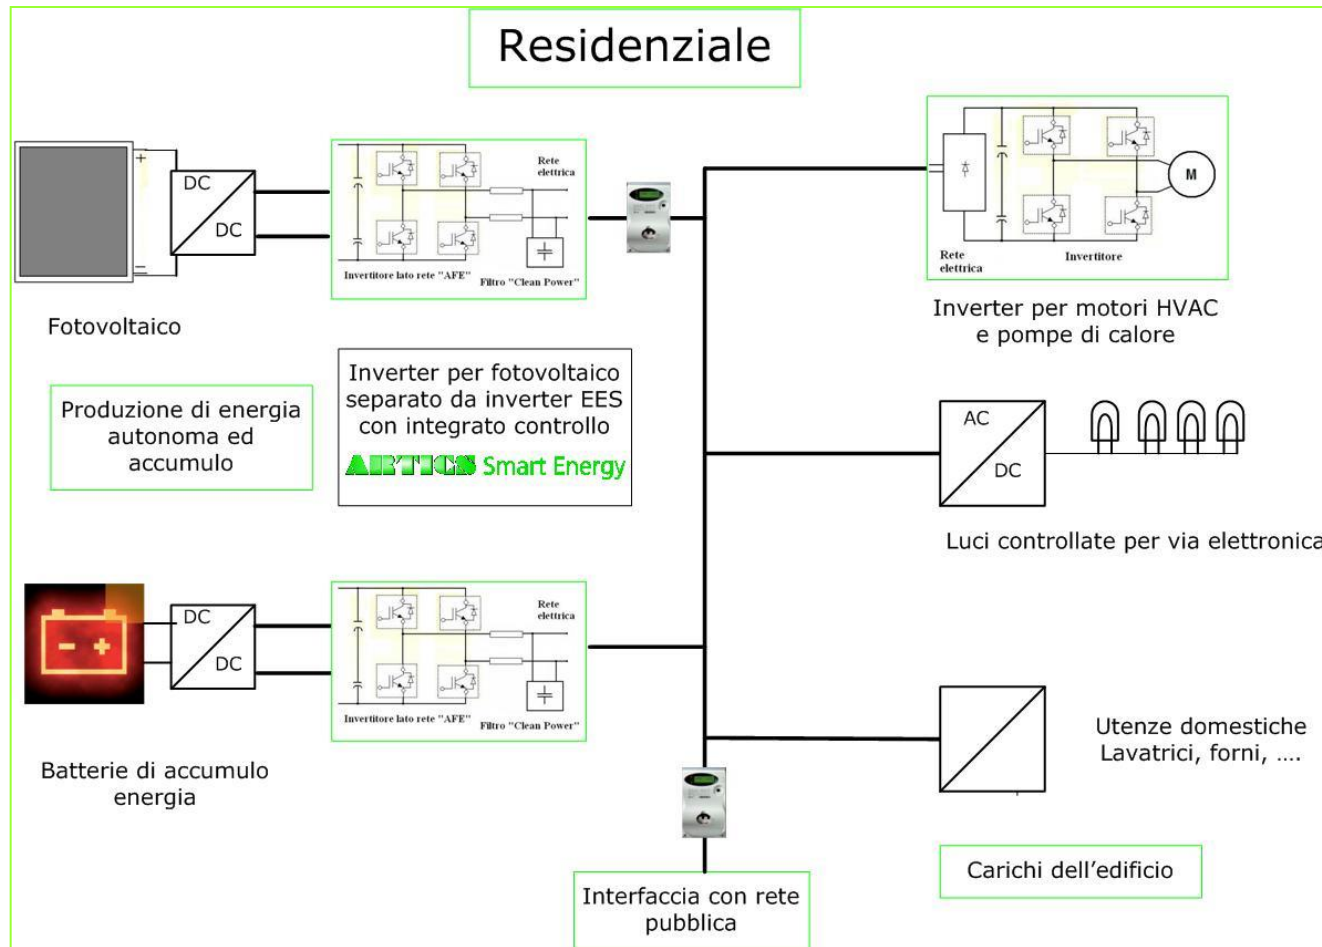 Residenziale
+
DC
DC
Rete
elettrica
Invertitore lato rete "AFE"
Filtro "Clean Power"
M
Rete
elettrica
Invertitore
Fotovoltaico
Inverter per motori HVAC
e pompe di calore
Produzione di energia
autonoma ed
accumulo
Inverter per fotovoltaico
separato da inverter EES
con integrato controllo
ARTICS Smart Energy
AC
DC
Luci controllate per via elettronica
- +
DC
DC
Rete
elettrica
Invertitore lato rete "AFE"
Filtro "Clean Power"
Batterie di accumulo
energia
Utenze domestiche
Lavatrici, forni, ....
Carichi dell'edificio
Interfaccia con rete
pubblica